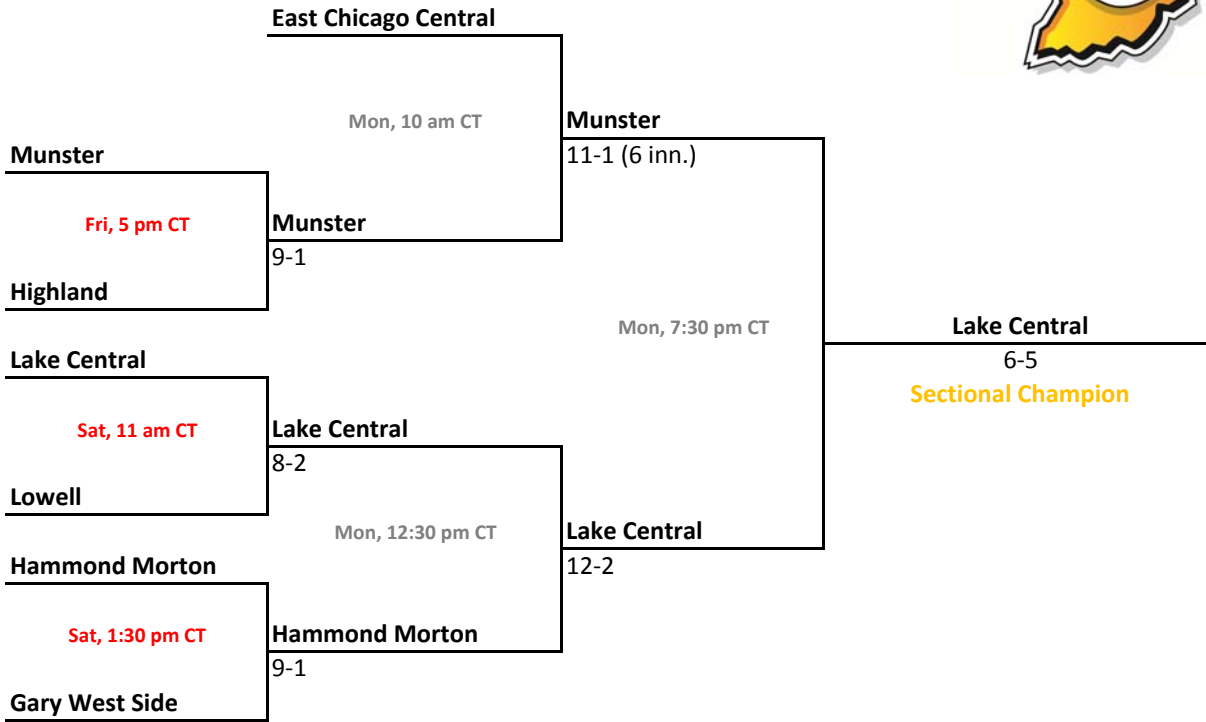 East Chicago Central
Mon, 10 am CT
Munster
11-1 (6 inn.)
Munster
Fri, 5 pm CT
Munster
9-1
Highland
Mon, 7:30 pm CT
Lake Central
6-5
Sectional Champion
Lake Central
Sat, 11 am CT
Lake Central
8-2
Lowell
Mon, 12:30 pm CT
Lake Central
12-2
Hammond Morton
Sat, 1:30 pm CT
Hammond Morton
9-1
Gary West Side